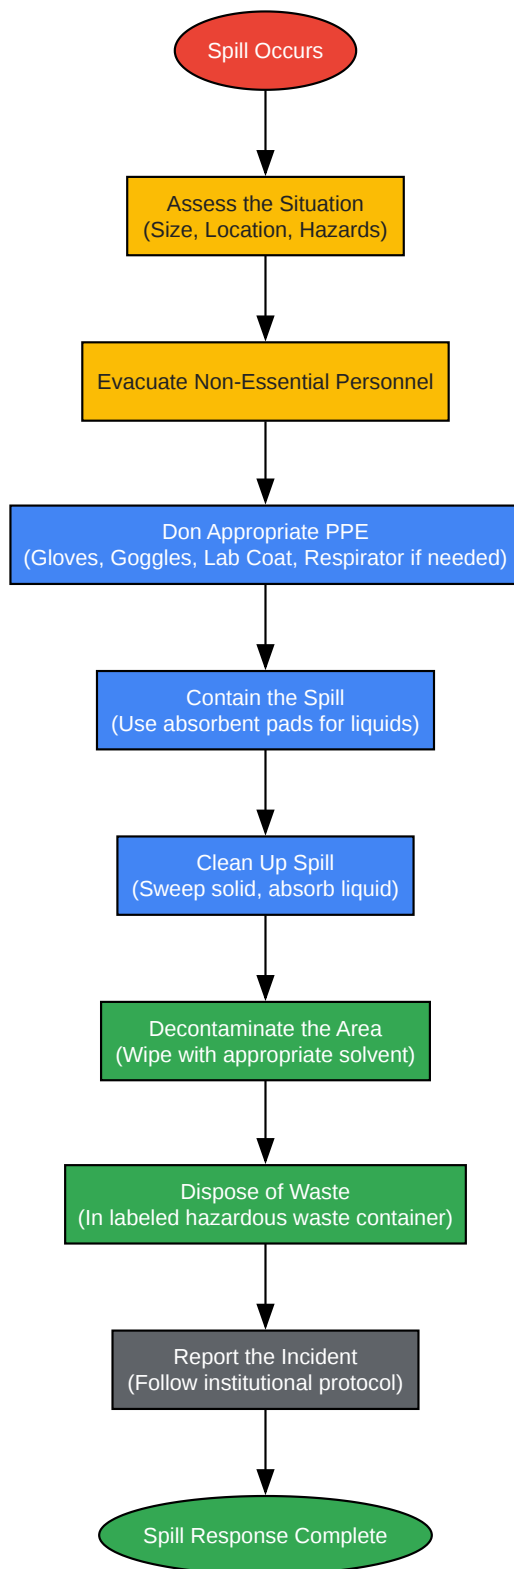 Spill Occurs
Assess the Situation
(Size, Location, Hazards)
Evacuate Non-Essential Personnel
Don Appropriate PPE
(Gloves, Goggles, Lab Coat, Respirator if needed)
Contain the Spill
(Use absorbent pads for liquids)
Clean Up Spill
(Sweep solid, absorb liquid)
Decontaminate the Area
(Wipe with appropriate solvent)
Dispose of Waste
(In labeled hazardous waste container)
Report the Incident
(Follow institutional protocol)
Spill Response Complete